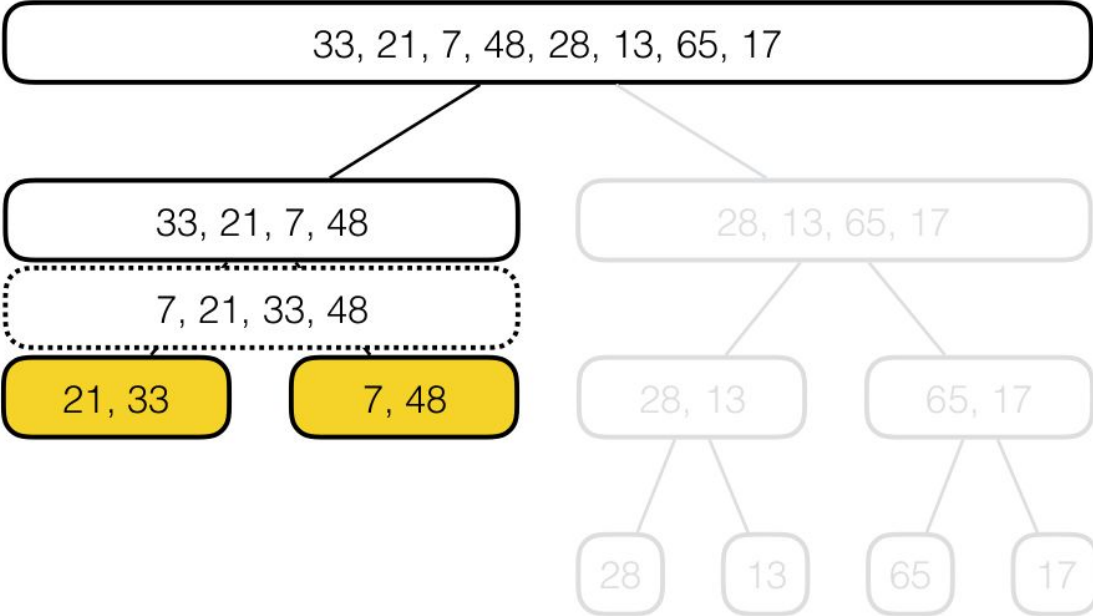 33, 21, 7, 48, 28, 13, 65, 17
33, 21, 7, 48
28, 13, 65, 17
7, 21, 33, 48
21, 33
7, 48
28, 13
65, 17
28
13
65
17